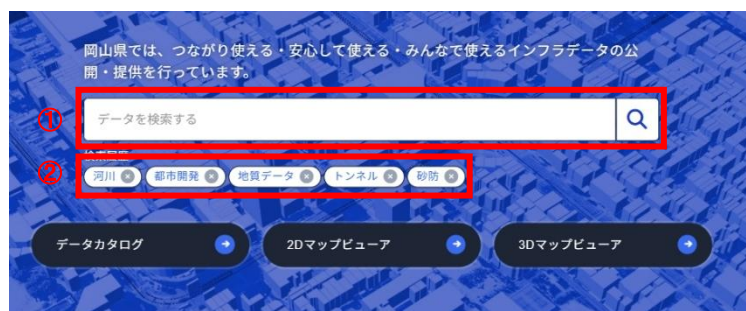 岡山県では、つながり使える・安心して使える・みんなで使えるインフラデータの公
開・提供を行っています。
① データを検索する
② 河川 都市開発 地質データ トンネル 砂防
データカタログ 2Dマップビューア 3Dマップビューア